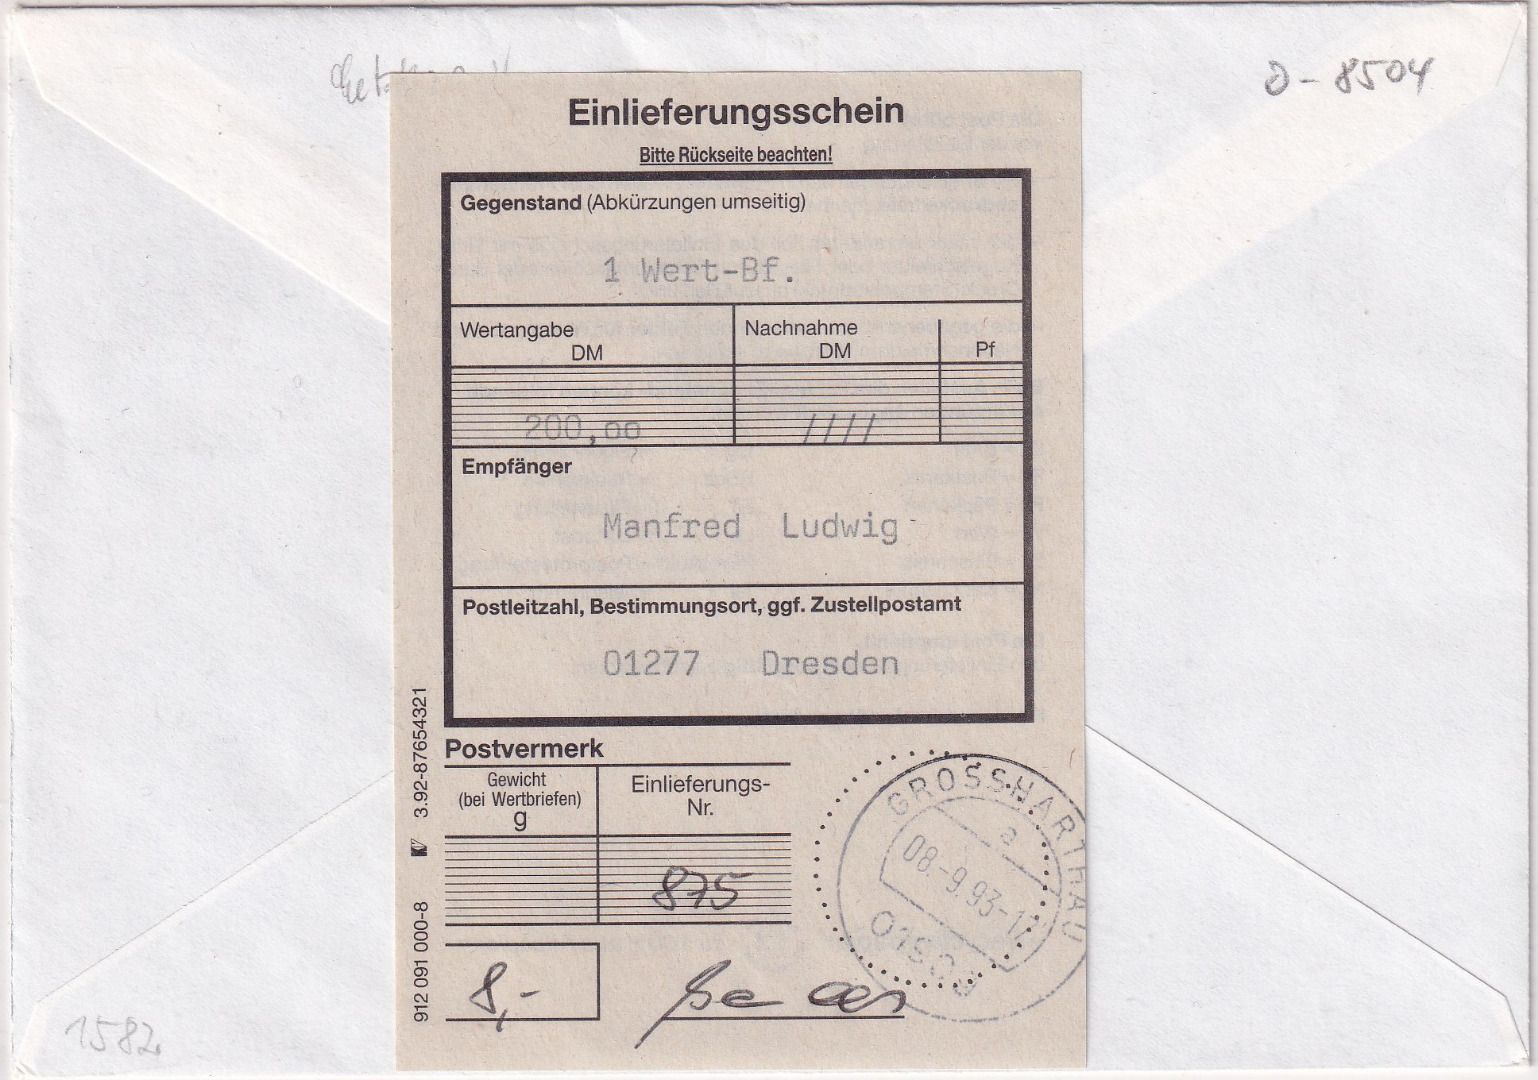 D-8504
Einlieferungsschein
Bitte Rückseite beachten!
Gegenstand (Abkürzungen umseitig)
1 Wert-Bf.
Wertangabe
DM
Nachnahme
DM
Pf
200,oo
////
Empfänger
Manfred Ludwig
Postleitzahl, Bestimmungsort, ggf. Zustellpostamt
01277 Dresden
Postvermerk
Gewicht
(bei Wertbriefen)
g
Einlieferungs-
Nr.
875
8,-
GROSSHARTHAU
a
08.-9.93-17
912 091 000-8
3.92-87654321
1582